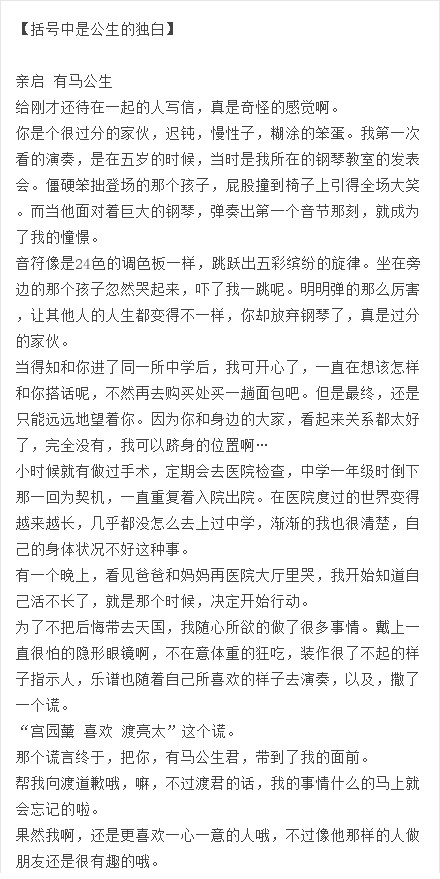 【括号中是公生的独白】
亲启 有马公生
给刚才还待在一起的人写信，真是奇怪的感觉啊。
你是个很过分的家伙，迟钝，慢性子，糊涂的笨蛋。我第一次
看的演奏，是在五岁的时候，当时是我所在的钢琴教室的发表
会。僵硬笨拙登场的那个孩子，屁股撞到椅子上引得全场大笑
。而当他面对着巨大的钢琴，弹奏出第一个音节那刻，就成为
了我的憧憬。
音符像是24色的调色板一样，跳跃出五彩缤纷的旋律。坐在旁
边的那个孩子忽然哭起来，吓了我一跳呢。明明弹的那么厉害
，让其他人的人生都变得不一样，你却放弃钢琴了，真是过分
的家伙。
当得知和你进了同一所中学后，我可开心了，一直在想该怎样
和你搭话呢，不然再去购买处买一趟面包吧。但是最终，还是
只能远远地望着你。因为你和身边的大家，看起来关系都太好
了，完全没有，我可以跻身的位置啊…
小时候就有做过手术，定期会去医院检查，中学一年级时倒下
那一回为契机，一直重复着入院出院。在医院度过的世界变得
越来越长，几乎都没怎么去上过中学，渐渐的我也很清楚，自
己的身体状况不好这种事。
有一个晚上，看见爸爸和妈妈再医院大厅里哭，我开始知道自
己活不长了，就是那个时候，决定开始行动。
为了不把后悔带去天国，我随心所欲的做了很多事情。戴上一
直很怕的隐形眼镜啊，不在意体重的狂吃，装作很了不起的样
子指示人，乐谱也随着自己所喜欢的样子去演奏，以及，撒了
一个谎。
“宫园薰 喜欢 渡亮太”这个谎。
那个谎言终于，把你，有马公生君，带到了我的面前。
帮我向渡道歉哦，嘛，不过渡君的话，我的事情什么的马上就
会忘记的啦。
果然我啊，还是更喜欢一心一意的人哦，不过像他那样的人做
朋友还是很有趣的哦。